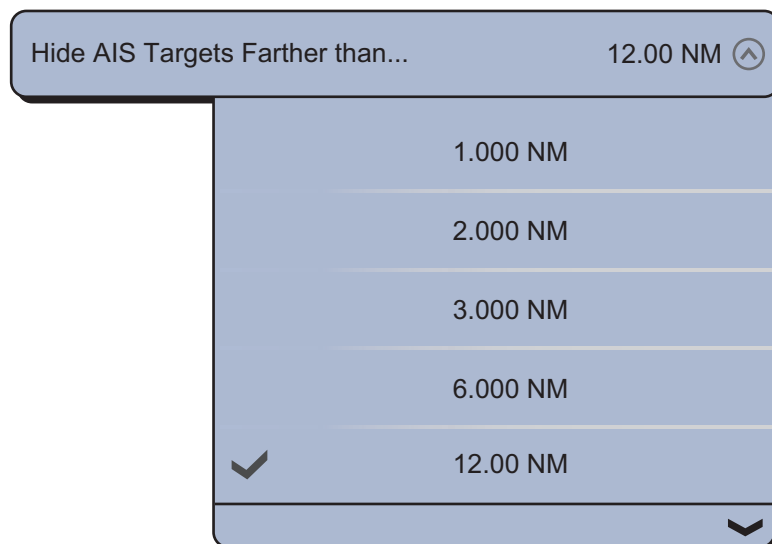 Hide AIS Targets Farther than... 12.00 NM
1.000 NM
2.000 NM
3.000 NM
6.000 NM
12.00 NM